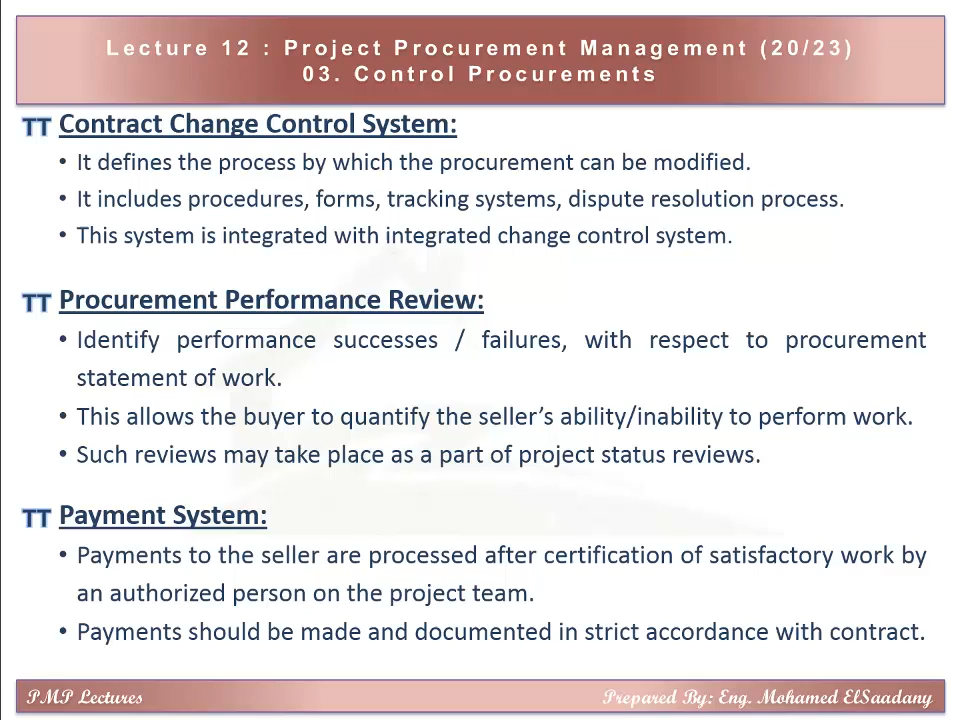 Lecture 12 : Project Procurement Management (20/23)
03. Control Procurements
TT Contract Change Control System:
• It defines the process by which the procurement can be modified.
• It includes procedures, forms, tracking systems, dispute resolution process.
• This system is integrated with integrated change control system.
TT Procurement Performance Review:
• Identify performance successes / failures, with respect to procurement
statement of work.
• This allows the buyer to quantify the seller’s ability/inability to perform work.
• Such reviews may take place as a part of project status reviews.
TT Payment System:
• Payments to the seller are processed after certification of satisfactory work by
an authorized person on the project team.
• Payments should be made and documented in strict accordance with contract.
PMP Lectures
Prepared By: Eng. Mohamed ElSaadany